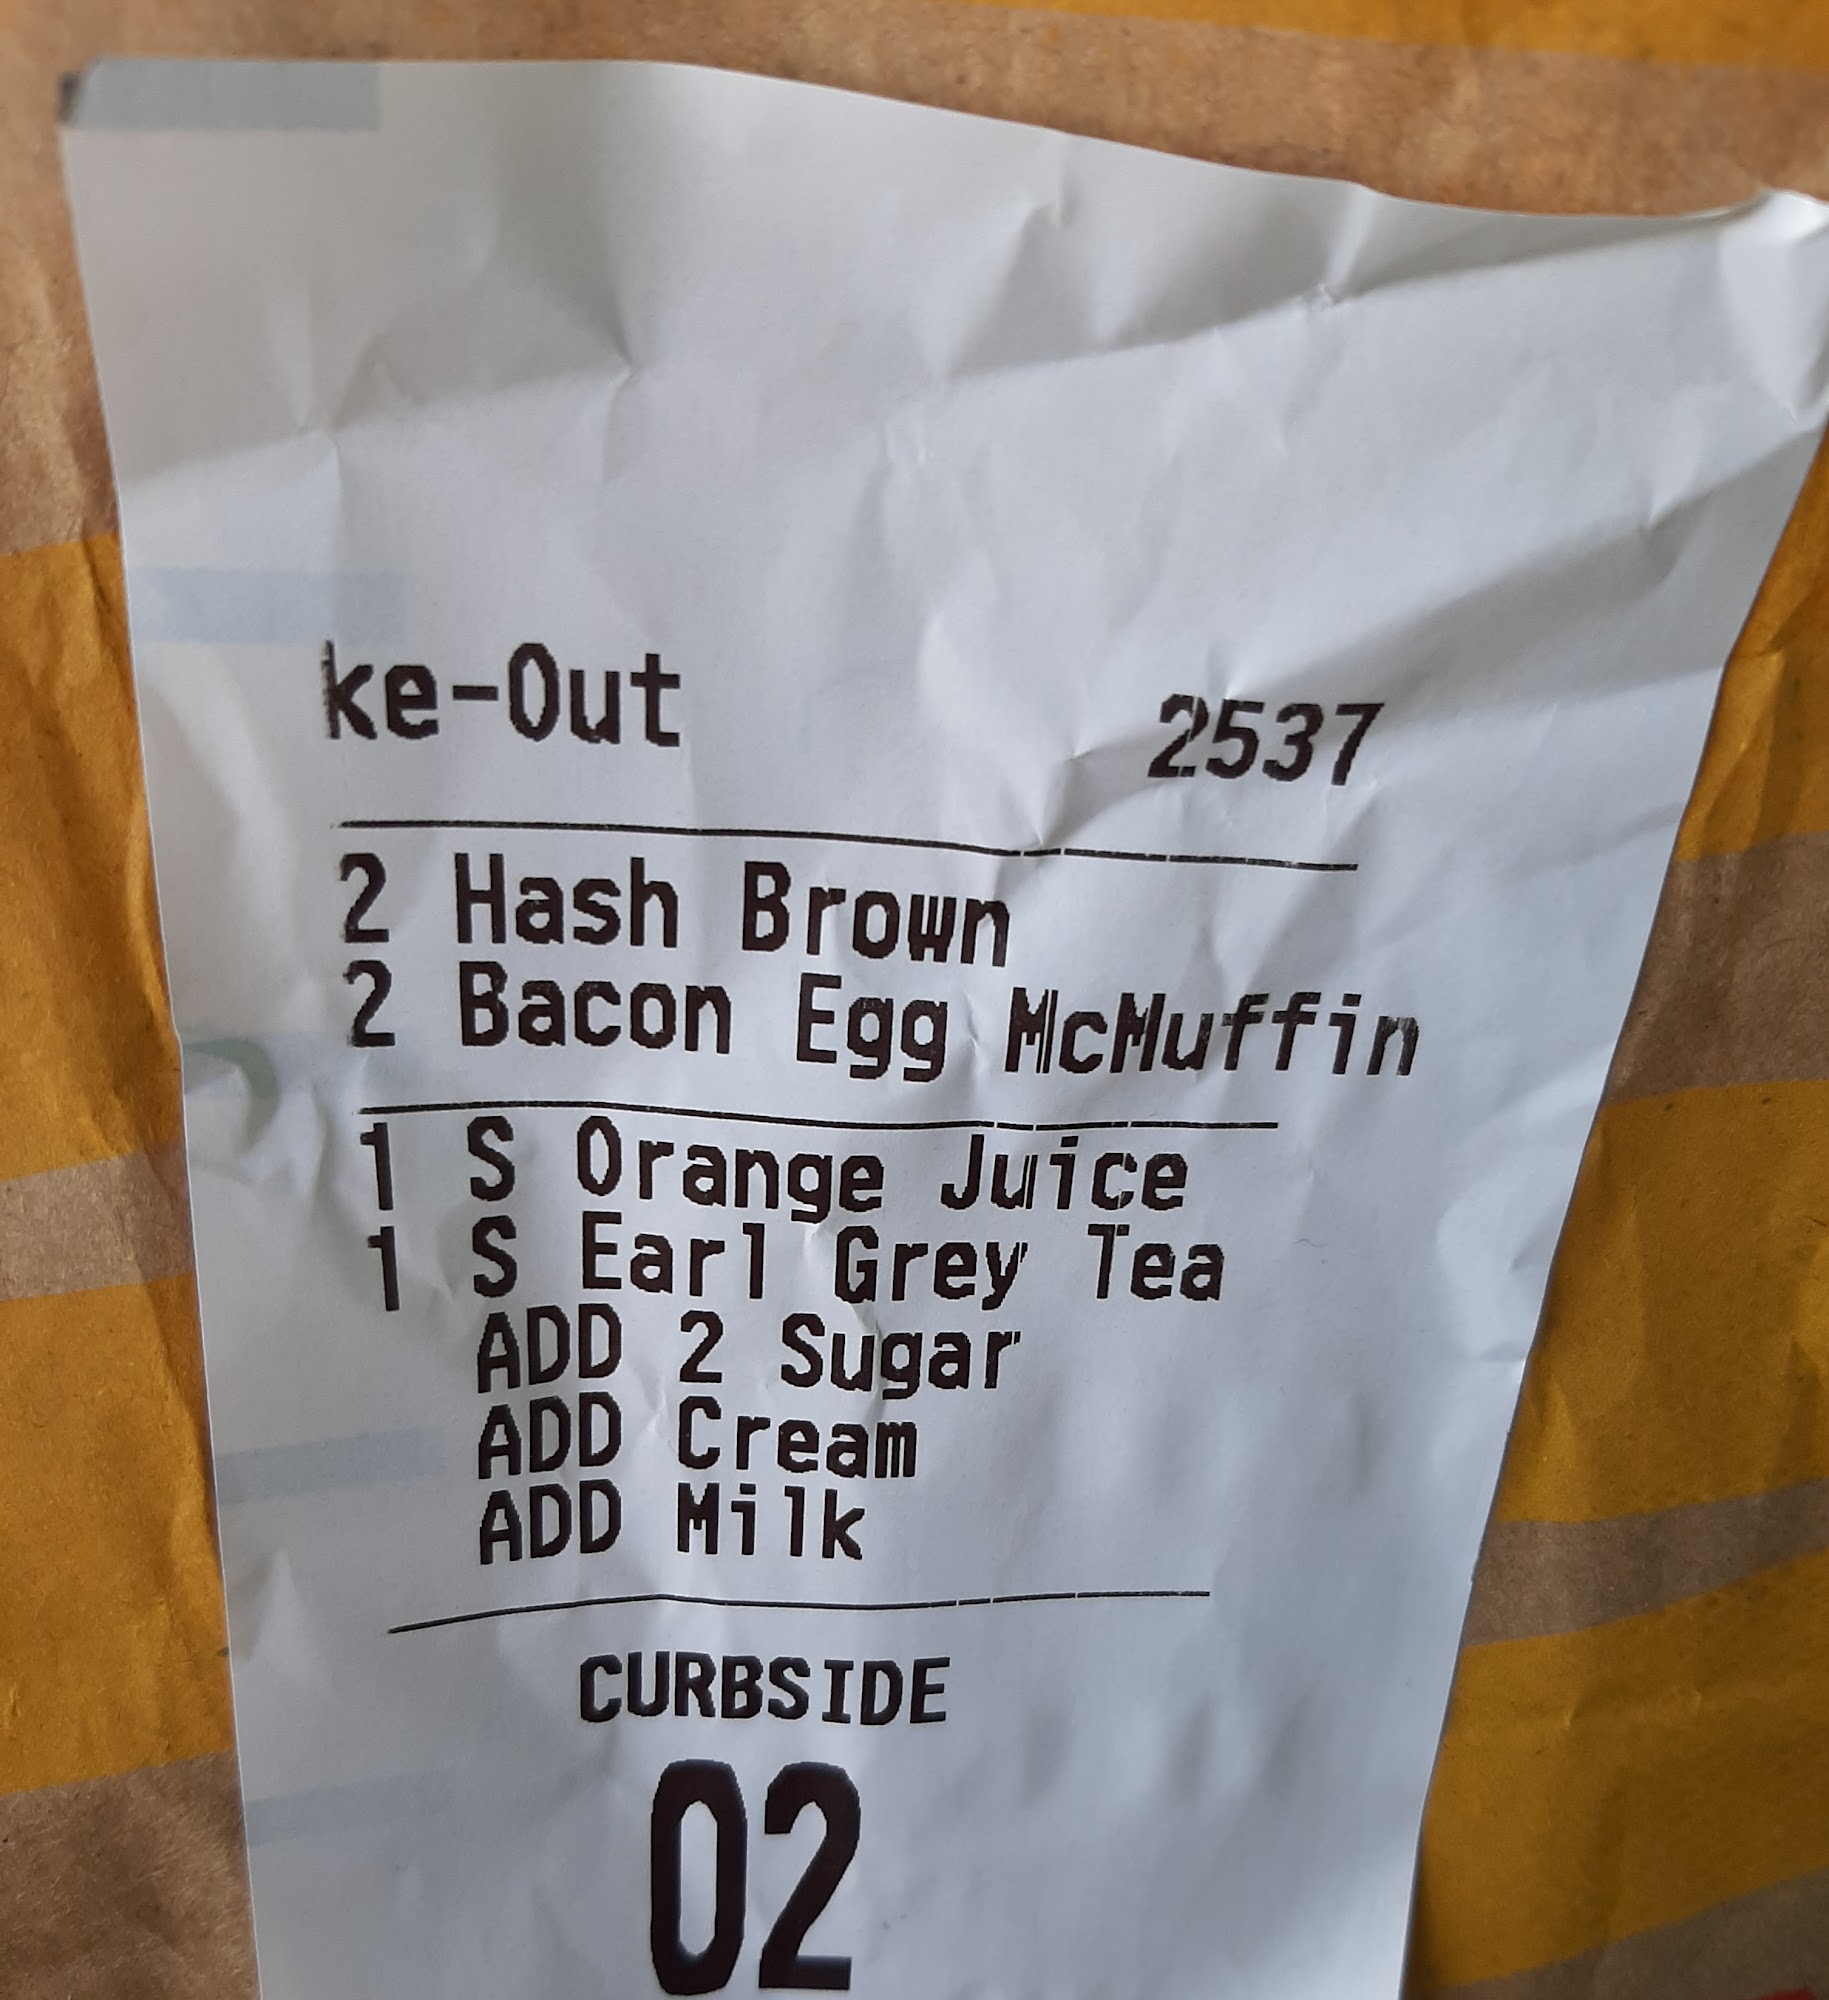 ke-Out 2537
2 Hash Brown
2 Bacon Egg McMuffin
1 S Orange Juice
1 S Earl Grey Tea
ADD 2 Sugar
ADD Cream
ADD Milk
CURBSIDE
02